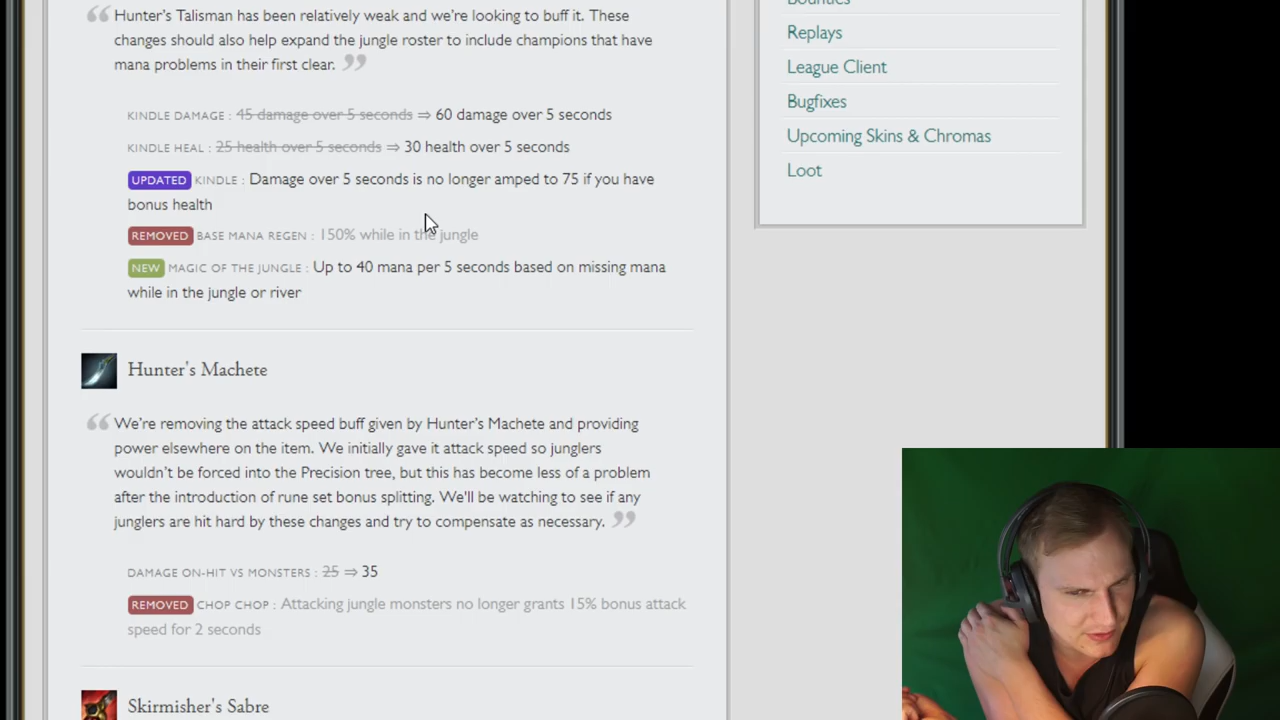 Hunter's Talisman has been relatively weak and we're looking to buff it. These
changes should also help expand the jungle roster to include champions that have
mana problems in their first clear.
KINDLE DAMAGE : 45 damage over 5 seconds ⇒ 60 damage over 5 seconds
KINDLE HEAL : 25 health over 5 seconds ⇒ 30 health over 5 seconds
UPDATED KINDLE : Damage over 5 seconds is no longer amped to 75 if you have
bonus health
REMOVED BASE MANA REGEN : 150% while in the jungle
NEW MAGIC OF THE JUNGLE : Up to 40 mana per 5 seconds based on missing mana
while in the jungle or river
Hunter's Machete
We're removing the attack speed buff given by Hunter's Machete and providing
power elsewhere on the item. We initially gave it attack speed so junglers
wouldn't be forced into the Precision tree, but this has become less of a problem
after the introduction of rune set bonus splitting. We'll be watching to see if any
junglers are hit hard by these changes and try to compensate as necessary.
DAMAGE ON-HIT VS MONSTERS : 25 ⇒ 35
REMOVED CHOP CHOP : Attacking jungle monsters no longer grants 15% bonus attack
speed for 2 seconds
Skirmisher's Sabre
Bounties
Replays
League Client
Bugfixes
Upcoming Skins & Chromas
Loot